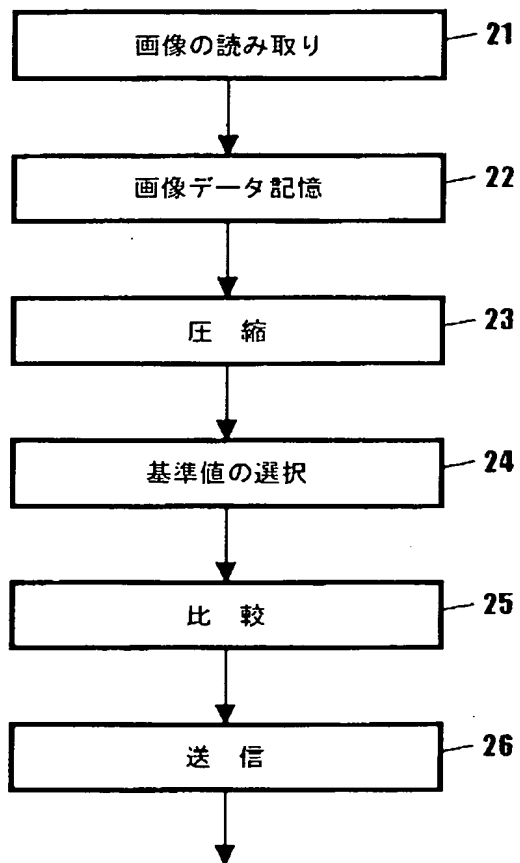 画像の読み取り 21
画像データ記憶 22
圧 縮 23
基準値の選択 24
比 較 25
送 信 26